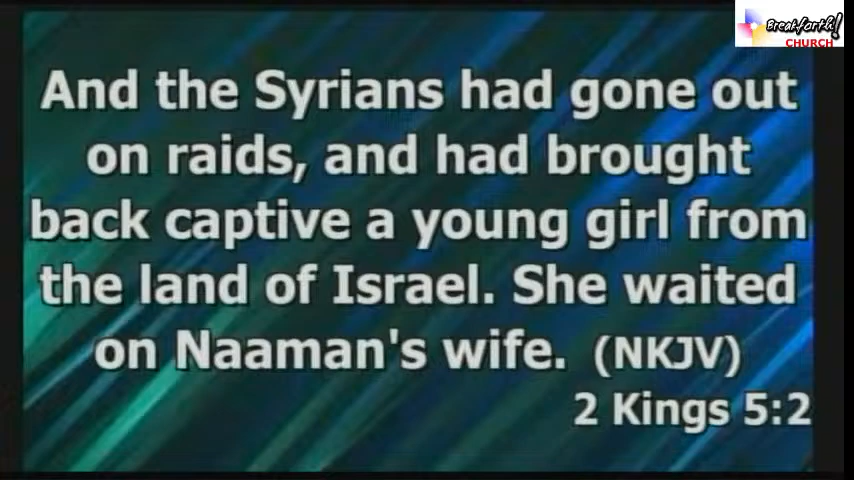 Breakforth!
CHURCH
And the Syrians had gone out
on raids, and had brought
back captive a young girl from
the land of Israel. She waited
on Naaman's wife. (NKJV)
2 Kings 5:2